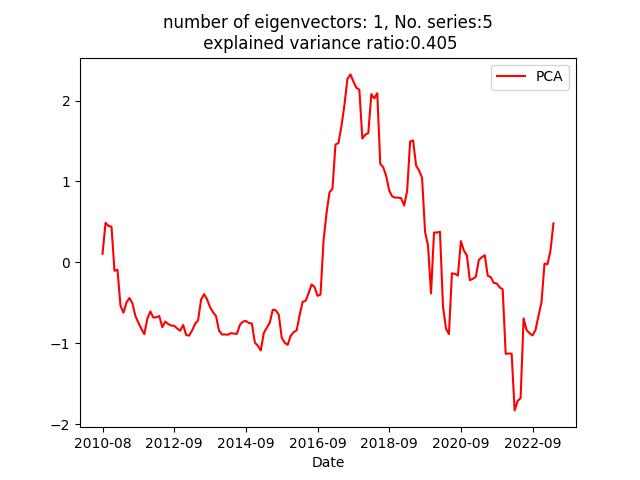 number of eigenvectors: 1, No. series:5
explained variance ratio:0.405
PCA
2
1
0
−1
−2
2010-08 2012-09 2014-09 2016-09 2018-09 2020-09 2022-09
Date